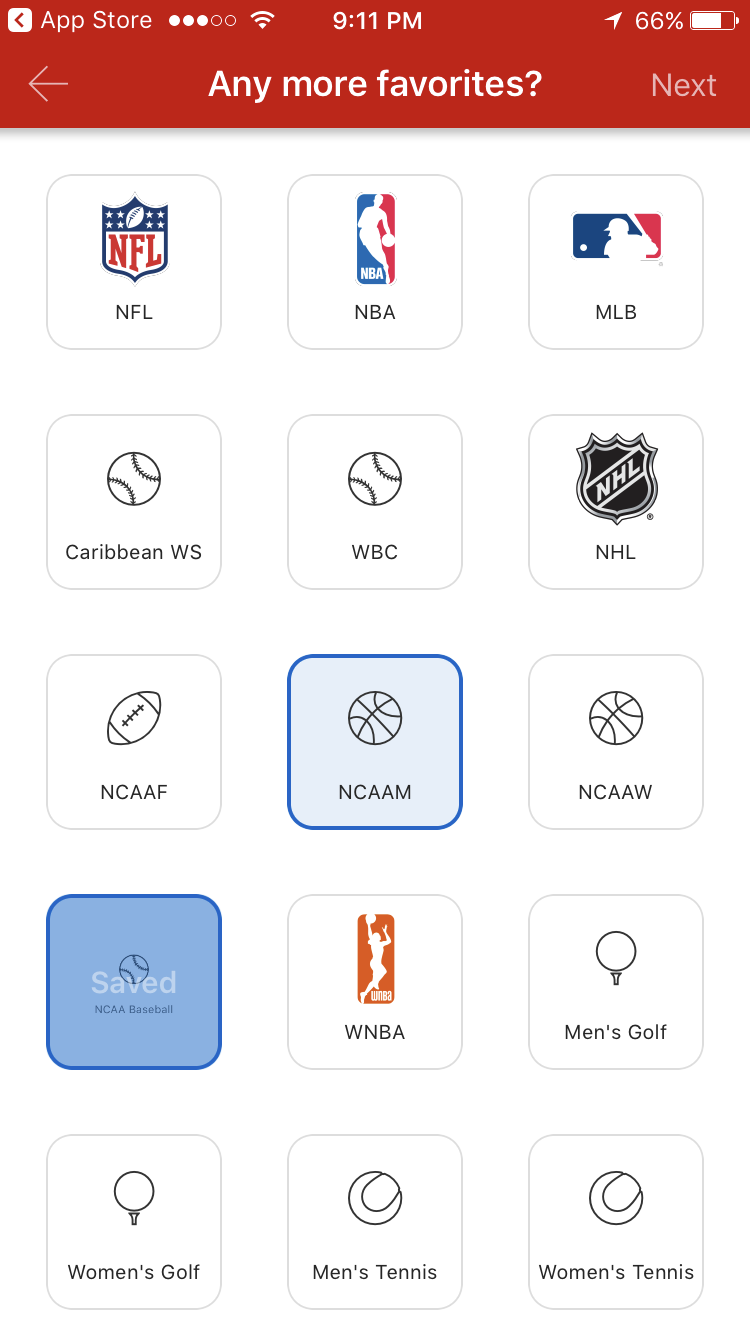 App Store 9:11 PM 66%
Any more favorites? Next
NFL NBA
NFL NBA MLB
NHL
Caribbean WS WBC NHL
NCAAF NCAAM NCAAW
Saved
NCAA Baseball
WNBA
WNBA Men's Golf
Women's Golf Men's Tennis Women's Tennis